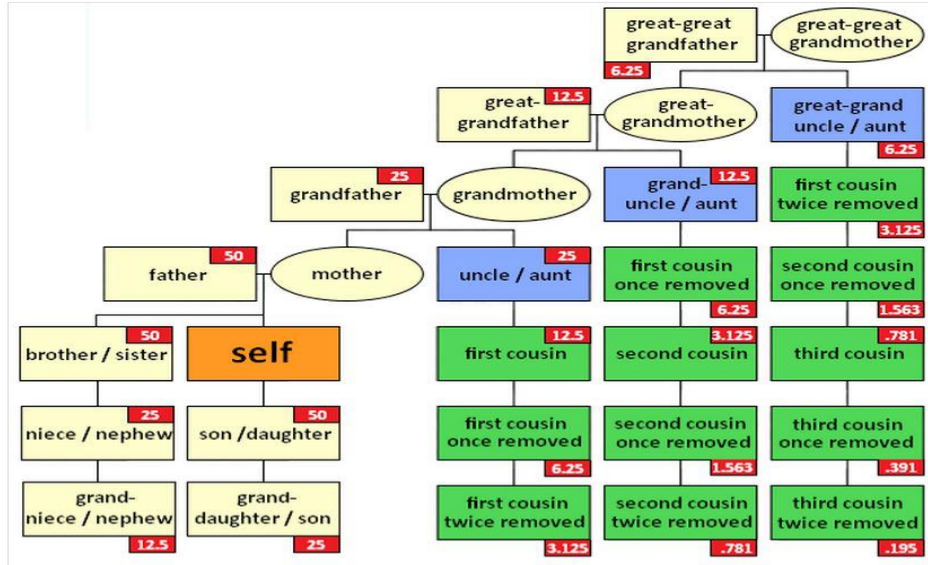 great-great
grandfather
6.25
great-great
grandmother
great-
grandfather
12.5
great-
grandmother
great-grand
uncle / aunt
6.25
grandfather
25
grandmother
grand-
uncle / aunt
12.5
first cousin
twice removed
3.125
father
50
mother
uncle / aunt
25
first cousin
once removed
6.25
second cousin
once removed
1.563
brother / sister
50
self
first cousin
12.5
second cousin
3.125
third cousin
.781
niece / nephew
25
son /daughter
50
first cousin
once removed
6.25
second cousin
once removed
1.563
third cousin
once removed
.391
grand-
niece / nephew
12.5
grand-
daughter / son
25
first cousin
twice removed
3.125
second cousin
twice removed
.781
third cousin
twice removed
.195